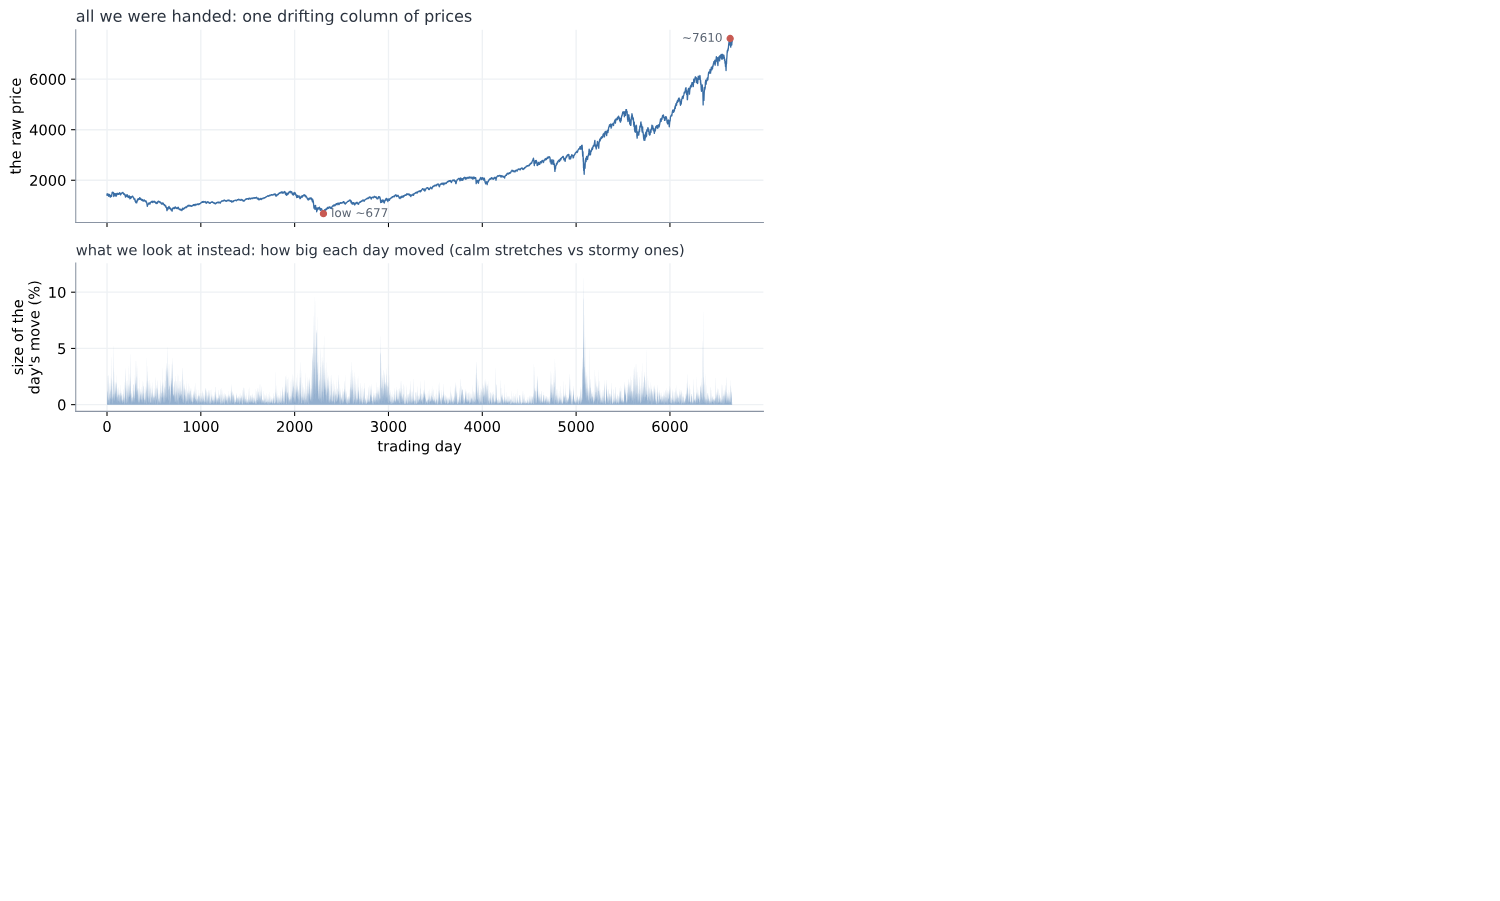 all we were handed: one drifting column of prices
~7610
6000
4000
2000
the raw price
low ~677
what we look at instead: how big each day moved (calm stretches vs stormy ones)
10
5
0
size of the
day's move (%)
0 1000 2000 3000 4000 5000 6000
trading day